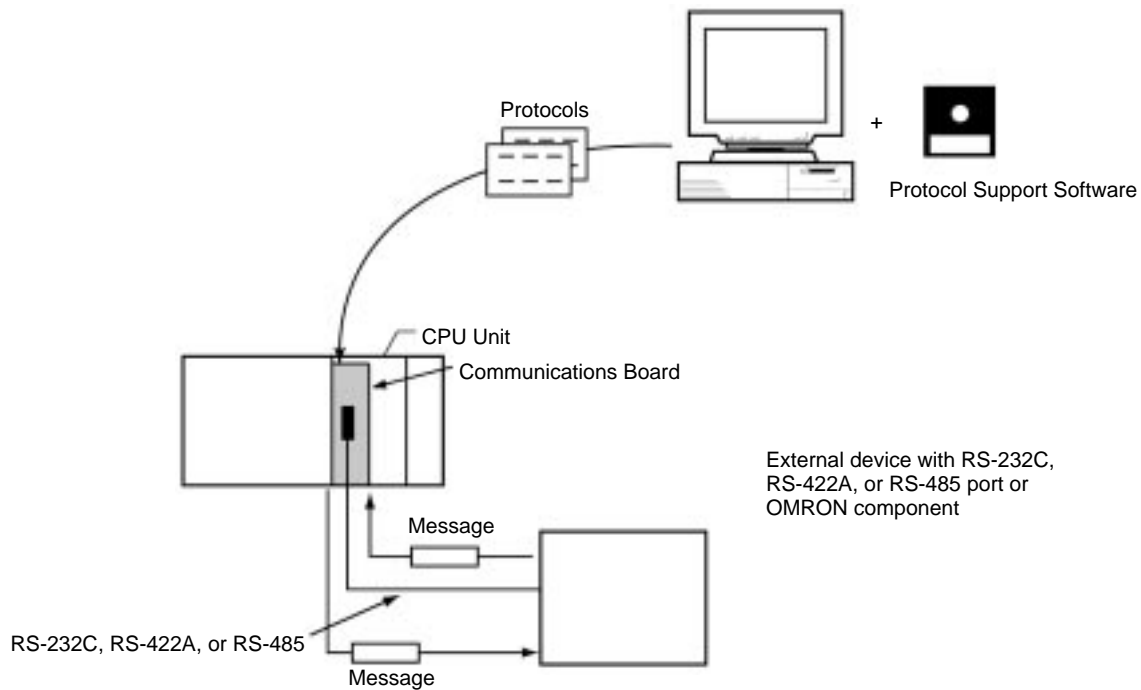 Protocols
+
Protocol Support Software
CPU Unit
Communications Board
External device with RS-232C,
RS-422A, or RS-485 port or
OMRON component
Message
RS-232C, RS-422A, or RS-485
Message